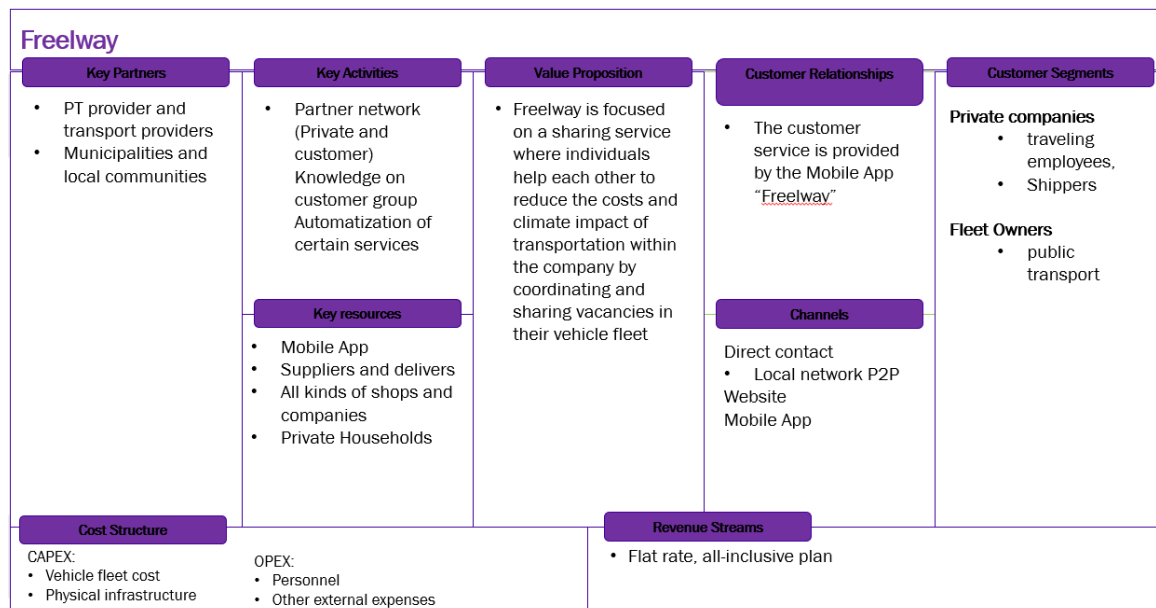 Freelway
Key Partners
• PT provider and
transport providers
• Municipalities and
local communities
Key Activities
• Partner network
(Private and
customer)
Knowledge on
customer group
Automatization of
certain services
Key resources
• Mobile App
• Suppliers and delivers
• All kinds of shops and
companies
• Private Households
Value Proposition
• Freelway is focused
on a sharing service
where individuals
help each other to
reduce the costs and
climate impact of
transportation within
the company by
coordinating and
sharing vacancies in
their vehicle fleet
Customer Relationships
• The customer
service is provided
by the Mobile App
“Freelway”
Channels
Direct contact
• Local network P2P
Website
Mobile App
Customer Segments
Private companies
• traveling
employees,
• Shippers
Fleet Owners
• public
transport
Cost Structure
CAPEX:
• Vehicle fleet cost
• Physical infrastructure
OPEX:
• Personnel
• Other external expenses
Revenue Streams
• Flat rate, all-inclusive plan